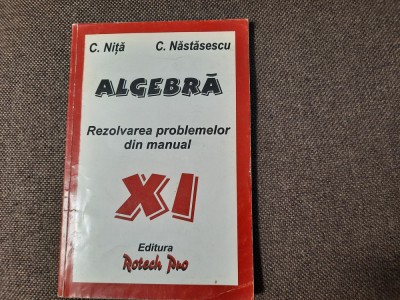 C. Niță C. Năstăsescu
ALGEBRĂ
Rezolvarea problemelor
din manual
XI
Editura
Rotech Pro